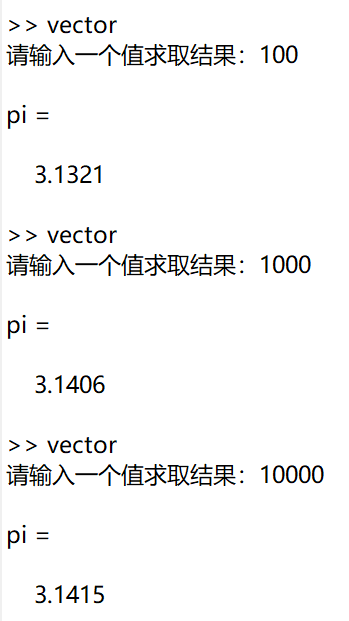 >> vector
请输入一个值求取结果：100
pi =
3.1321
>> vector
请输入一个值求取结果：1000
pi =
3.1406
>> vector
请输入一个值求取结果：10000
pi =
3.1415